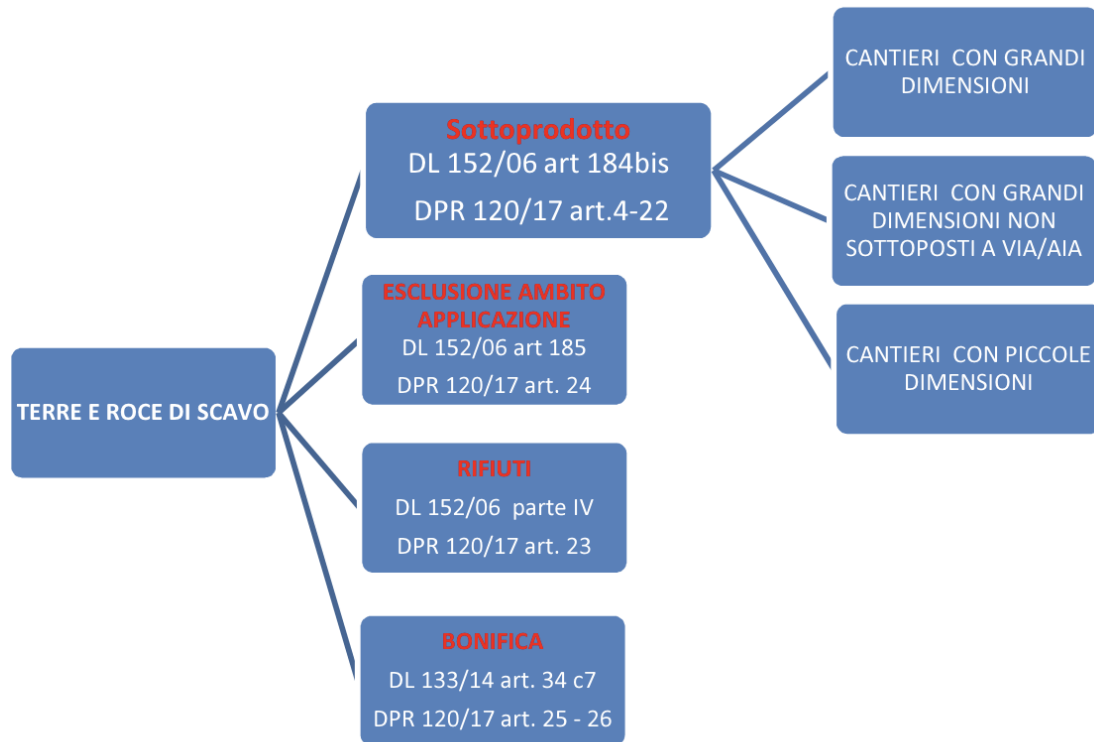 TERRE E ROCE DI SCAVO
Sottoprodotto
DL 152/06 art 184bis
DPR 120/17 art.4-22
ESCLUSIONE AMBITO
APPLICAZIONE
DL 152/06 art 185
DPR 120/17 art. 24
RIFIUTI
DL 152/06 parte IV
DPR 120/17 art. 23
BONIFICA
DL 133/14 art. 34 c7
DPR 120/17 art. 25 - 26
CANTIERI CON GRANDI
DIMENSIONI
CANTIERI CON GRANDI
DIMENSIONI NON
SOTTOPOSTI A VIA/AIA
CANTIERI CON PICCOLE
DIMENSIONI